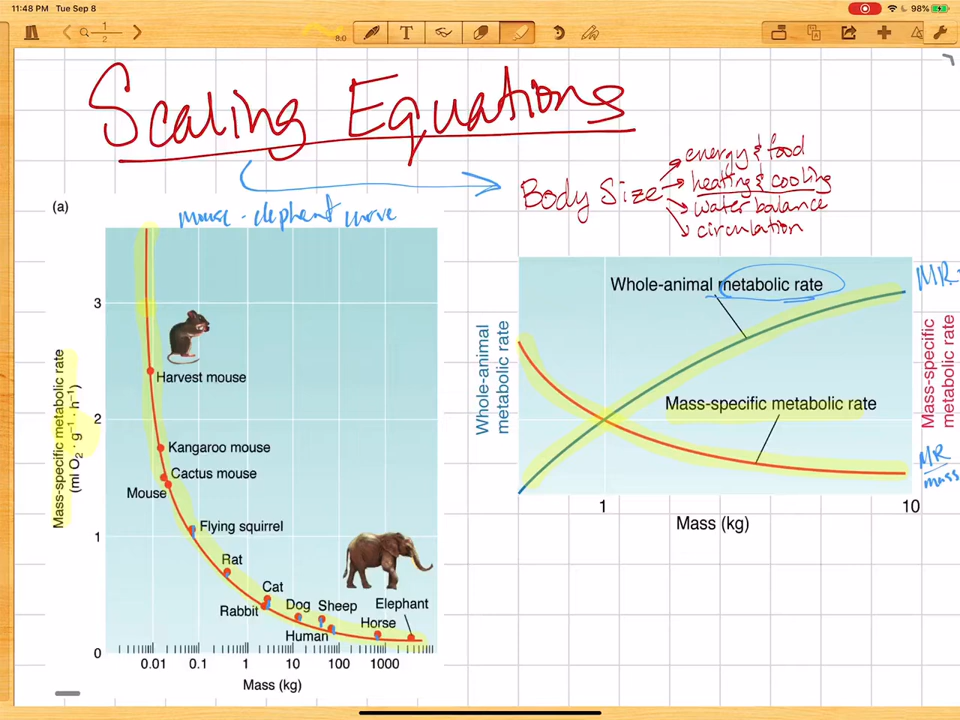 11:48 PM Tue Sep 8
98%
1
2
8.0
T
Scaling Equations
Body Size
energy & food
heating & cooling
water balance
circulation
(a)
mouse - elephant curve
3
2
1
0
Mass-specific metabolic rate
(ml O₂ · g⁻¹ · h⁻¹)
Harvest mouse
Kangaroo mouse
Cactus mouse
Mouse
Flying squirrel
Rat
Cat
Rabbit
Dog
Sheep
Human
Horse
Elephant
0.01 0.1 1 10 100 1000
Mass (kg)
Whole-animal metabolic rate
Mass-specific metabolic rate
Whole-animal
metabolic rate
Mass-specific
metabolic rate
MR
MR
mass
1 10
Mass (kg)